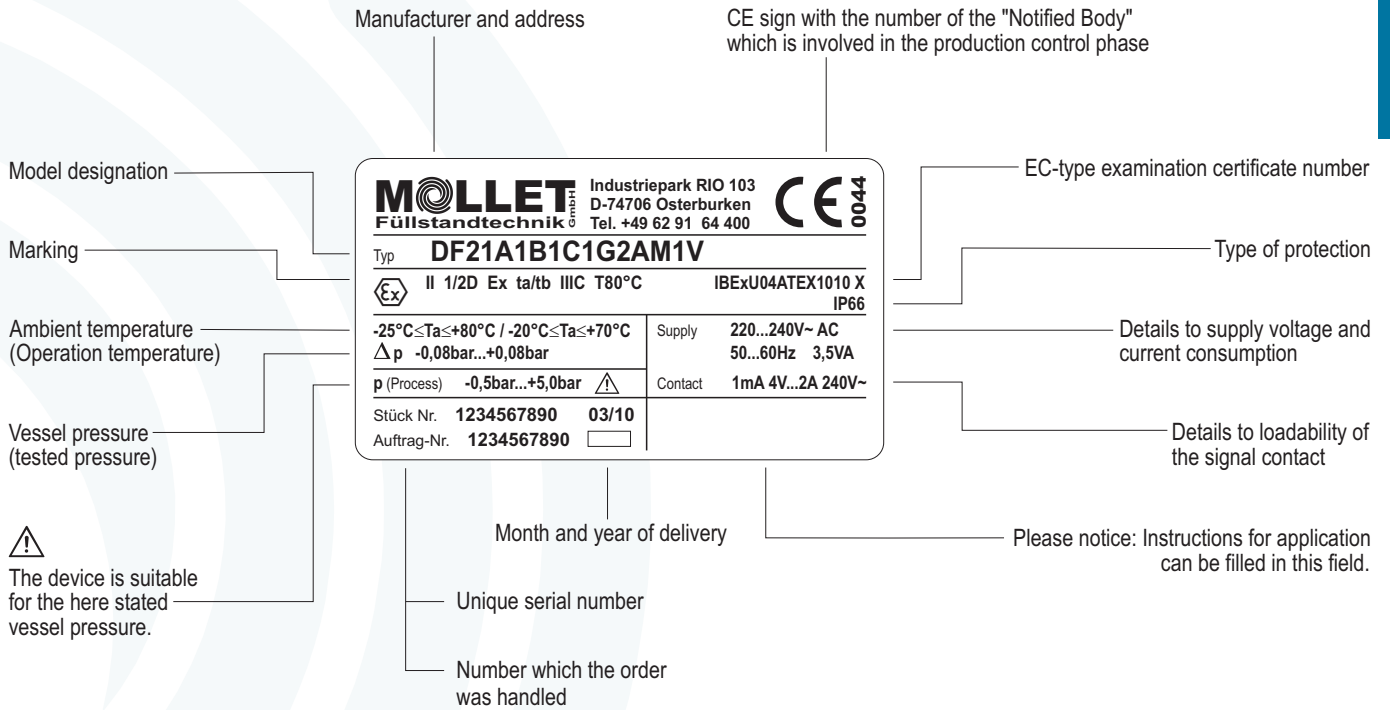 Manufacturer and address
CE sign with the number of the "Notified Body"
which is involved in the production control phase
Model designation
Marking
Ambient temperature
(Operation temperature)
Vessel pressure
(tested pressure)
The device is suitable
for the here stated
vessel pressure.
MOLLET GmbH
Füllstandtechnik
Industriepark RIO 103
D-74706 Osterburken
Tel. +49 62 91 64 400
CE 0044
Typ DF21A1B1C1G2AM1V
Ex II 1/2D Ex ta/tb IIIC T80°C IBExU04ATEX1010 X
IP66
-25°C≤Ta≤+80°C / -20°C≤Ta≤+70°C
Δ p -0,08bar...+0,08bar
p (Process) -0,5bar...+5,0bar
Supply 220...240V~ AC
50...60Hz 3,5VA
Contact 1mA 4V...2A 240V~
Stück Nr. 1234567890 03/10
Auftrag-Nr. 1234567890
EC-type examination certificate number
Type of protection
Details to supply voltage and
current consumption
Details to loadability of
the signal contact
Please notice: Instructions for application
can be filled in this field.
Month and year of delivery
Unique serial number
Number which the order
was handled